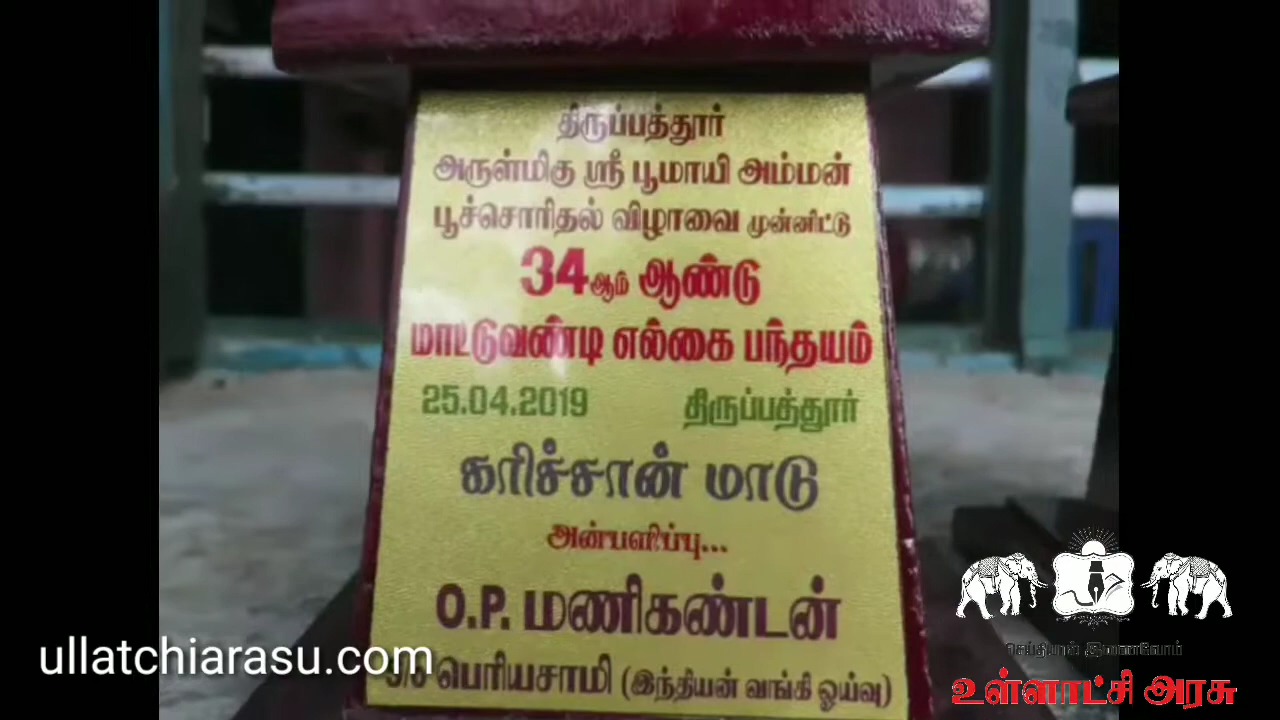 திருப்பத்தூர்
அருள்மிகு ஸ்ரீ பூமாயி அம்மன்
பூச்சொரிதல் விழாவை முன்னிட்டு
34ஆம் ஆண்டு
மாட்டுவண்டி எல்கை பந்தயம்
25.04.2019 திருப்பத்தூர்
கரிச்சான் மாடு
அன்பளிப்பு...
O.P. மணிகண்டன்
பெரியசாமி (இந்தியன் வங்கி ஓய்வு)
ullatchiarasu.com
செய்தியால் இணைவோம்
உள்ளாட்சி அரசு